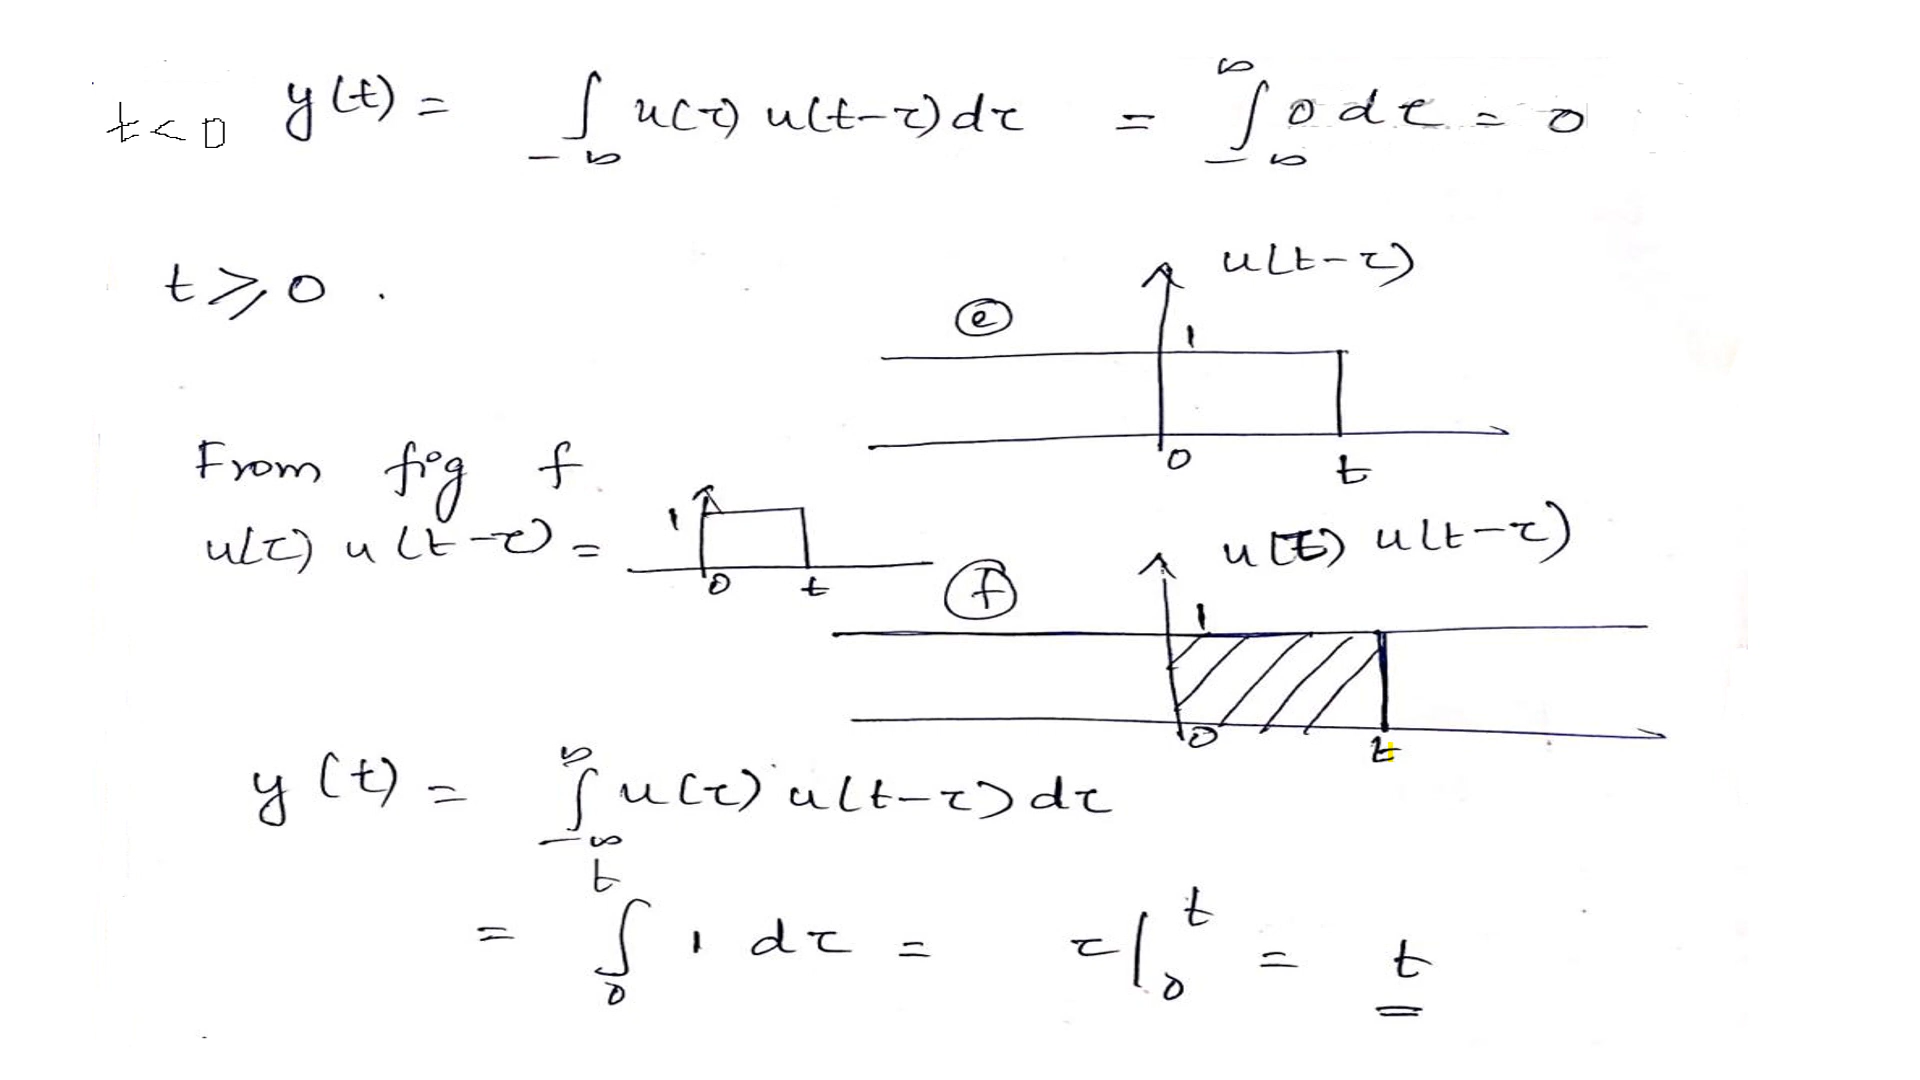 t<0 y(t) = ∫_{-∞} u(τ) u(t-τ) dτ = ∫_{-∞}^{∞} 0 dτ = 0
t ≥ 0 .
u(t-τ)
e
1
0 t
From fig f
u(τ) u(t-τ) =
1
0 t
u(τ) u(t-τ)
f
1
0 t
y(t) = ∫_{-∞}^{∞} u(τ) u(t-τ) dτ
= ∫_{0}^{t} 1 dτ = τ|_{0}^{t} = t